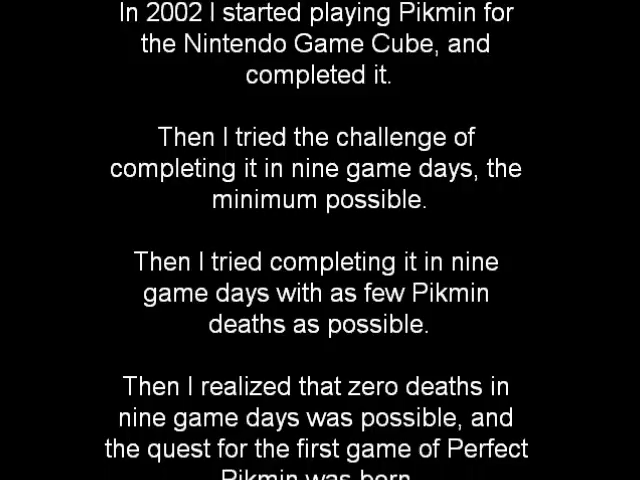 In 2002 I started playing Pikmin for
the Nintendo Game Cube, and
completed it.
Then I tried the challenge of
completing it in nine game days, the
minimum possible.
Then I tried completing it in nine
game days with as few Pikmin
deaths as possible.
Then I realized that zero deaths in
nine game days was possible, and
the quest for the first game of Perfect
Pikmin was born